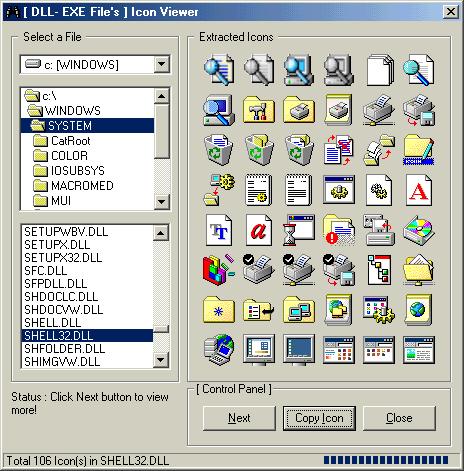 [ DLL- EXE File's ] Icon Viewer
Select a File
c: [WINDOWS]
c:\
WINDOWS
SYSTEM
CatRoot
COLOR
IOSUBSYS
MACROMED
MUI
SETUPWBV.DLL
SETUPX.DLL
SETUPX32.DLL
SFC.DLL
SFPDLL.DLL
SHDOCLC.DLL
SHDOCVW.DLL
SHELL.DLL
SHELL32.DLL
SHFOLDER.DLL
SHIMGVW.DLL
Status : Click Next button to view
more!
Extracted Icons
[ Control Panel ]
Next
Copy Icon
Close
Total 106 Icon(s) in SHELL32.DLL